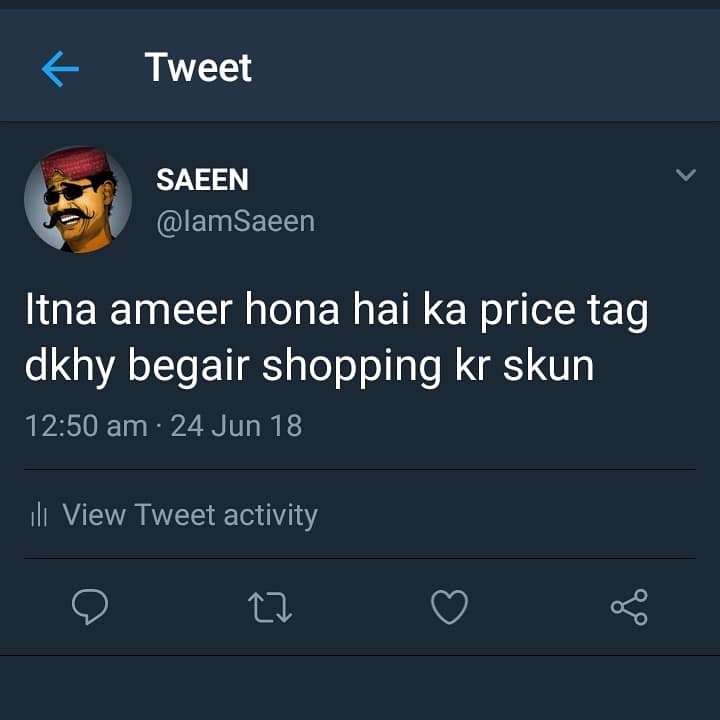 Tweet
SAEEN
@IamSaeen
Itna ameer hona hai ka price tag
dkhy begair shopping kr skun
12:50 am · 24 Jun 18
View Tweet activity